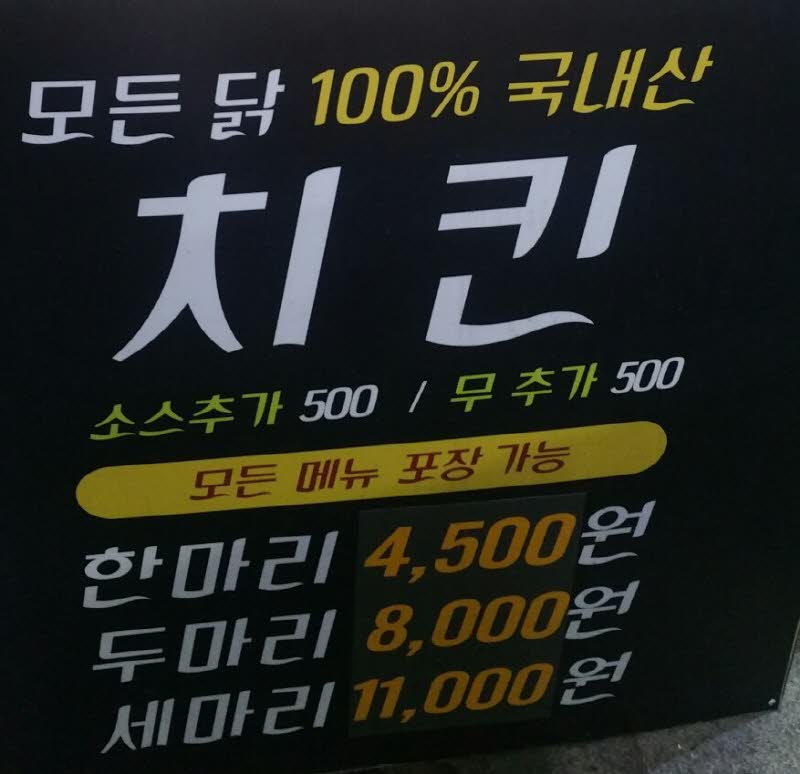 모든 닭 100% 국내산
치킨
소스추가 500 / 무 추가 500
모든 메뉴 포장 가능
한마리 4,500원
두마리 8,000원
세마리 11,000원